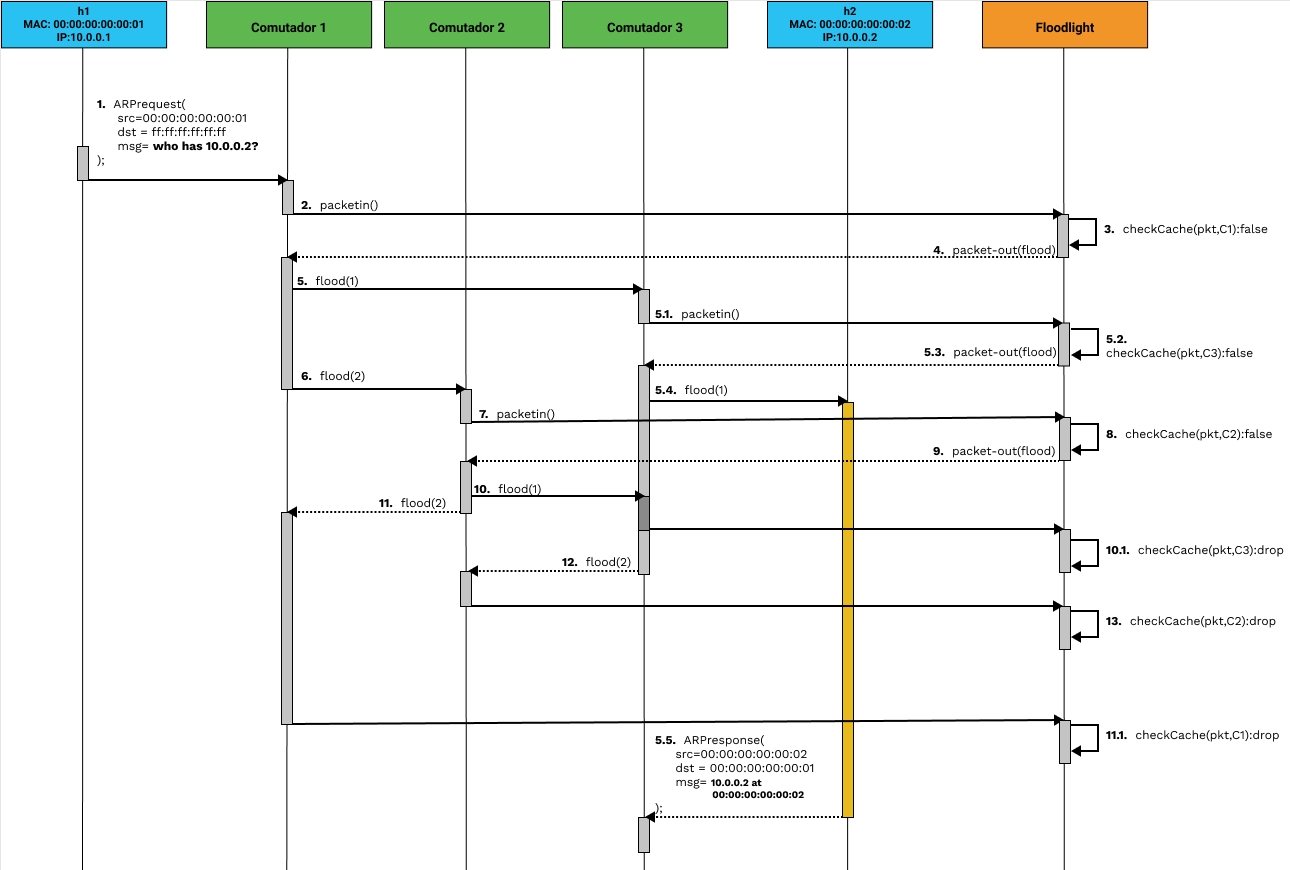 h1
MAC: 00:00:00:00:00:01
IP:10.0.0.1
Comutador 1
Comutador 2
Comutador 3
h2
MAC: 00:00:00:00:00:02
IP:10.0.0.2
Floodlight
1. ARPrequest(
src=00:00:00:00:00:01
dst = ff:ff:ff:ff:ff:ff
msg= who has 10.0.0.2?
);
2. packetin()
3. checkCache(pkt,C1):false
4. packet-out(flood)
5. flood(1)
5.1. packetin()
5.2.
checkCache(pkt,C3):false
5.3. packet-out(flood)
6. flood(2)
5.4. flood(1)
7. packetin()
8. checkCache(pkt,C2):false
9. packet-out(flood)
10. flood(1)
11. flood(2)
10.1. checkCache(pkt,C3):drop
12. flood(2)
13. checkCache(pkt,C2):drop
11.1. checkCache(pkt,C1):drop
5.5. ARPresponse(
src=00:00:00:00:00:02
dst = 00:00:00:00:00:01
msg= 10.0.0.2 at
00:00:00:00:00:02
);